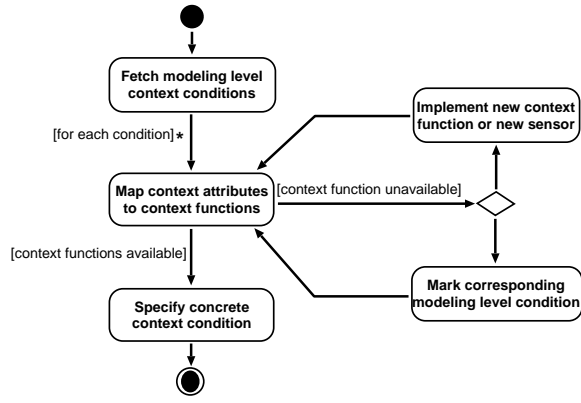 Fetch modeling level
context conditions
[for each condition]*
Implement new context
function or new sensor
Map context attributes
to context functions
[context function unavailable]
[context functions available]
Specify concrete
context condition
Mark corresponding
modeling level condition